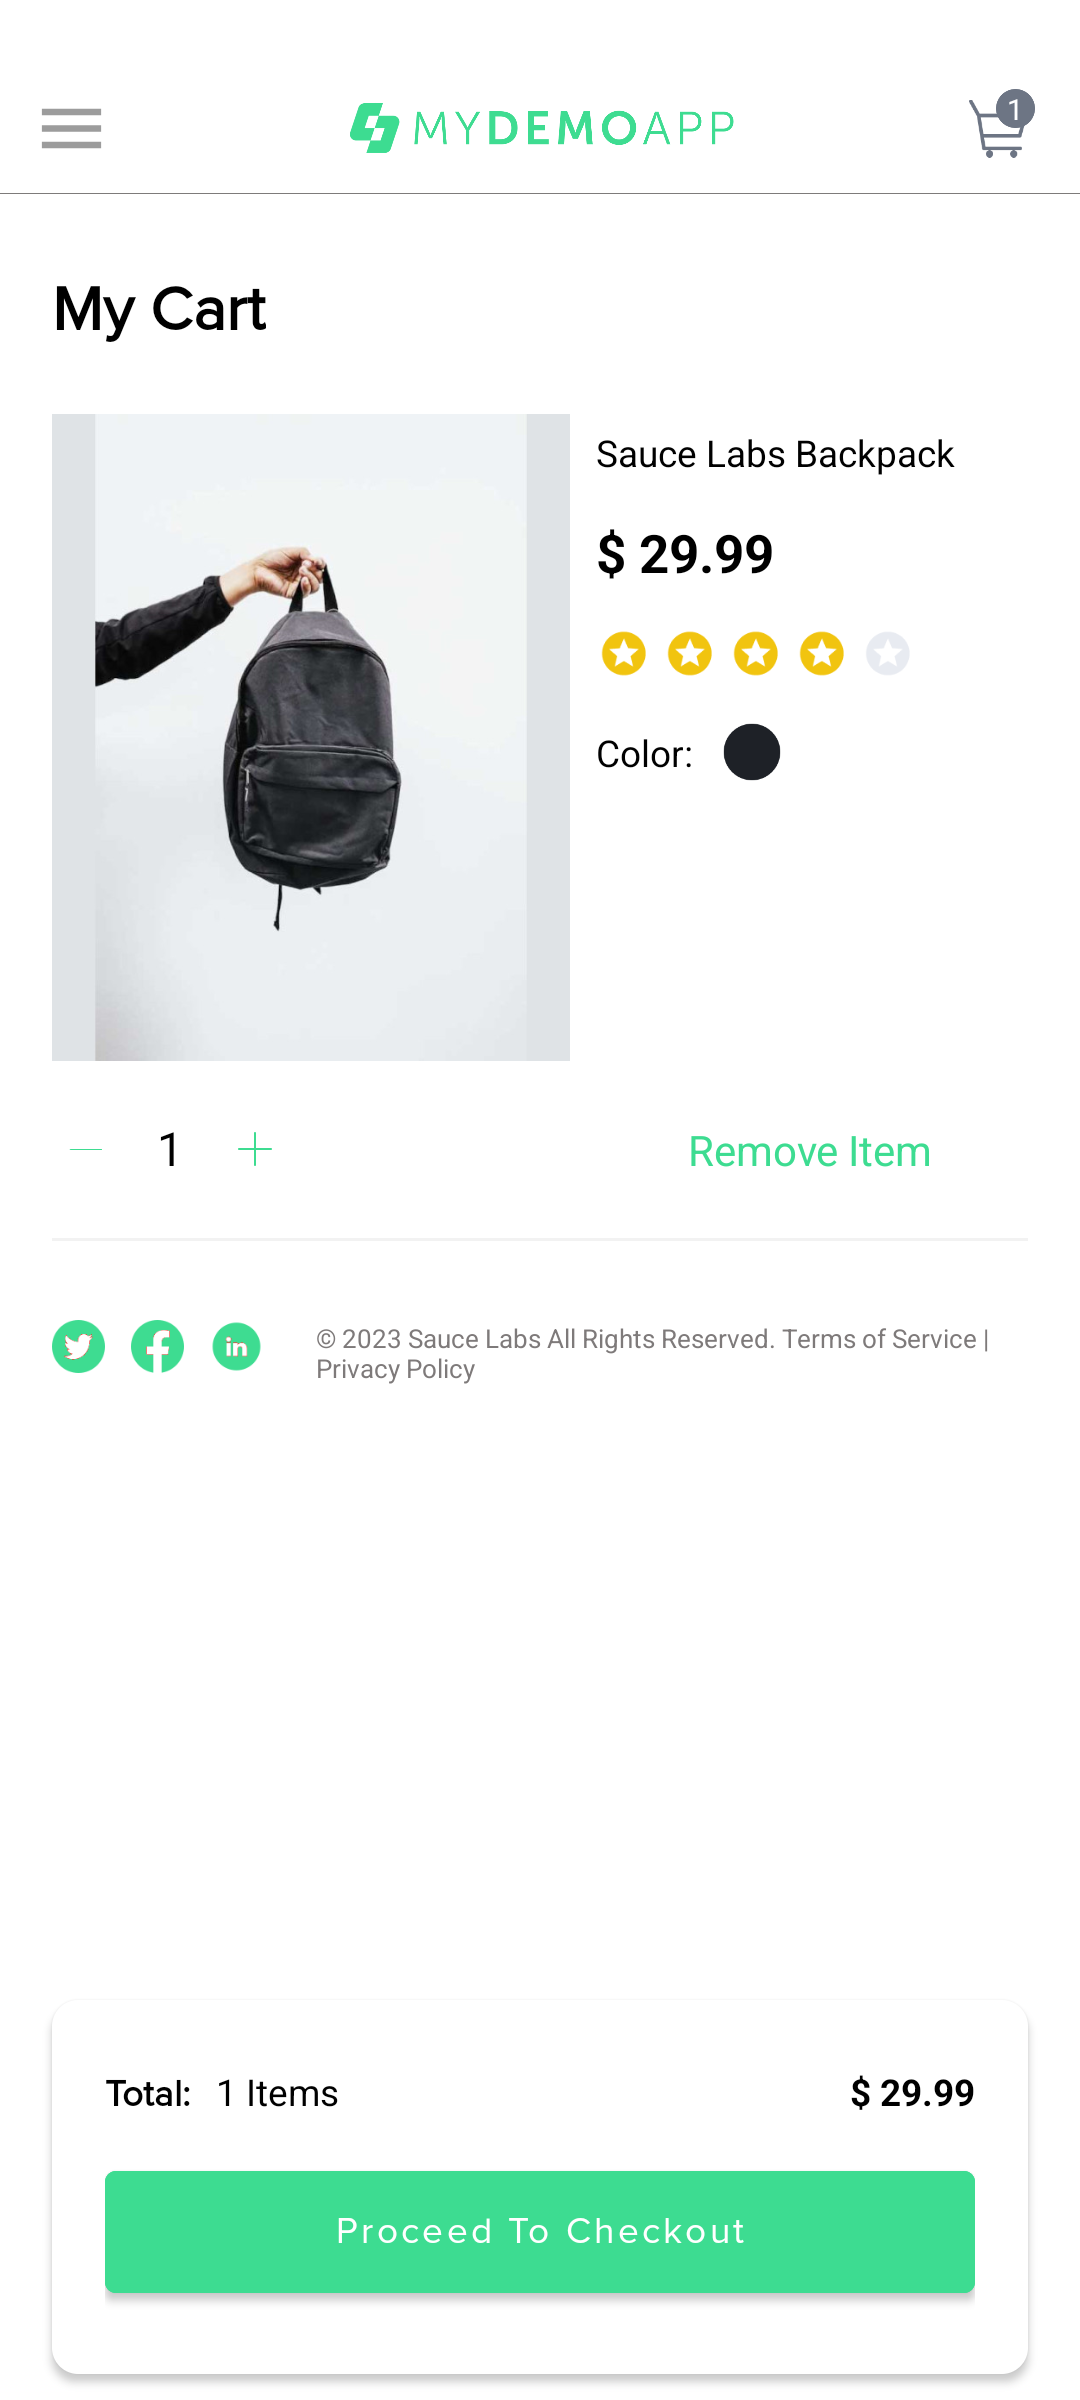 MYDEMOAPP
1
My Cart
Sauce Labs Backpack
$ 29.99
Color:
1
Remove Item
in
© 2023 Sauce Labs All Rights Reserved. Terms of Service |
Privacy Policy
Total: 1 Items $ 29.99
Proceed To Checkout